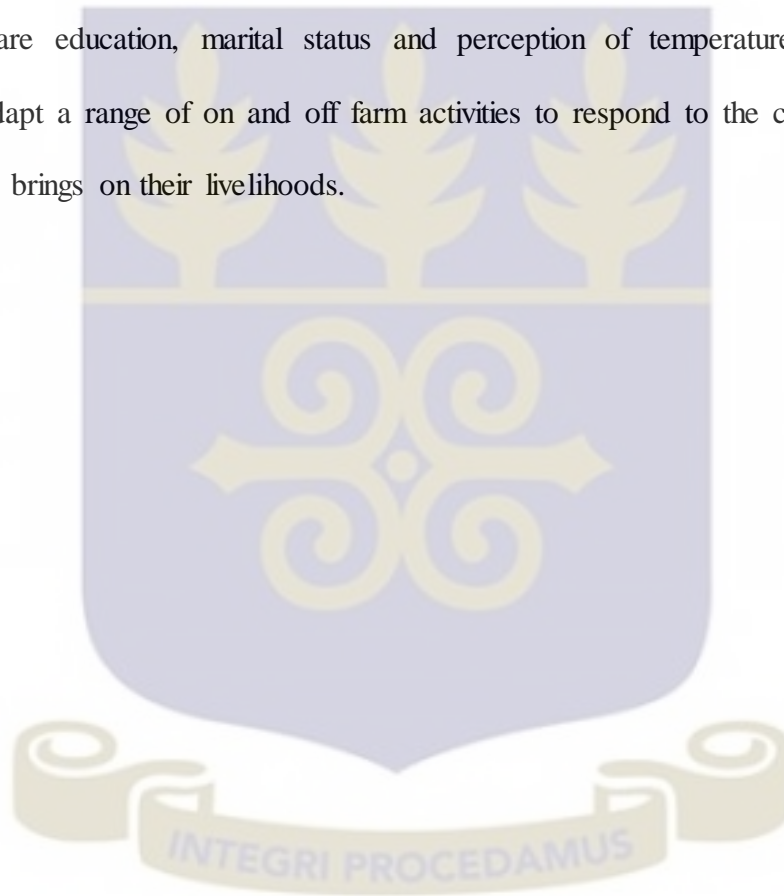 are education, marital status and perception of temperature
dapt a range of on and off farm activities to respond to the c
brings on their livelihoods.
INTEGRI PROCEDAMUS